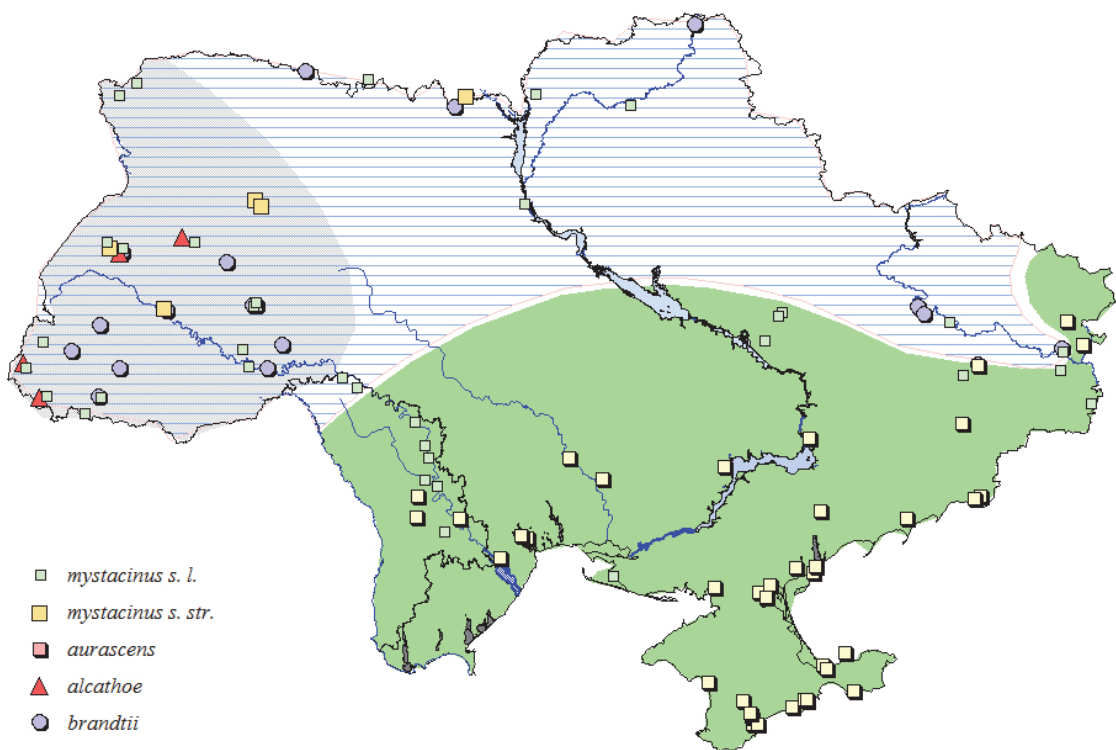 mystacinus s. l.
mystacinus s. str.
aurascens
alcathoe
brandtii